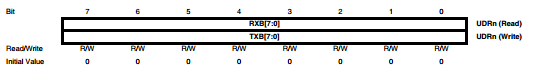 Bit 7 6 5 4 3 2 1 0
RXB[7:0] UDRn (Read)
TXB[7:0] UDRn (Write)
Read/Write R/W R/W R/W R/W R/W R/W R/W R/W
Initial Value 0 0 0 0 0 0 0 0